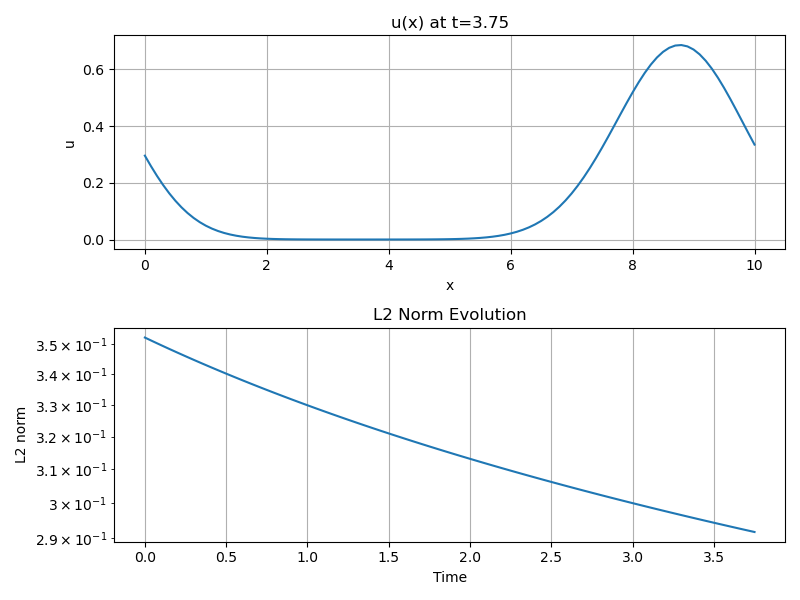 u(x) at t=3.75
u
0.6
0.4
0.2
0.0
0 2 4 6 8 10
x
L2 Norm Evolution
L2 norm
3.5 × 10⁻¹
3.4 × 10⁻¹
3.3 × 10⁻¹
3.2 × 10⁻¹
3.1 × 10⁻¹
3 × 10⁻¹
2.9 × 10⁻¹
0.0 0.5 1.0 1.5 2.0 2.5 3.0 3.5
Time